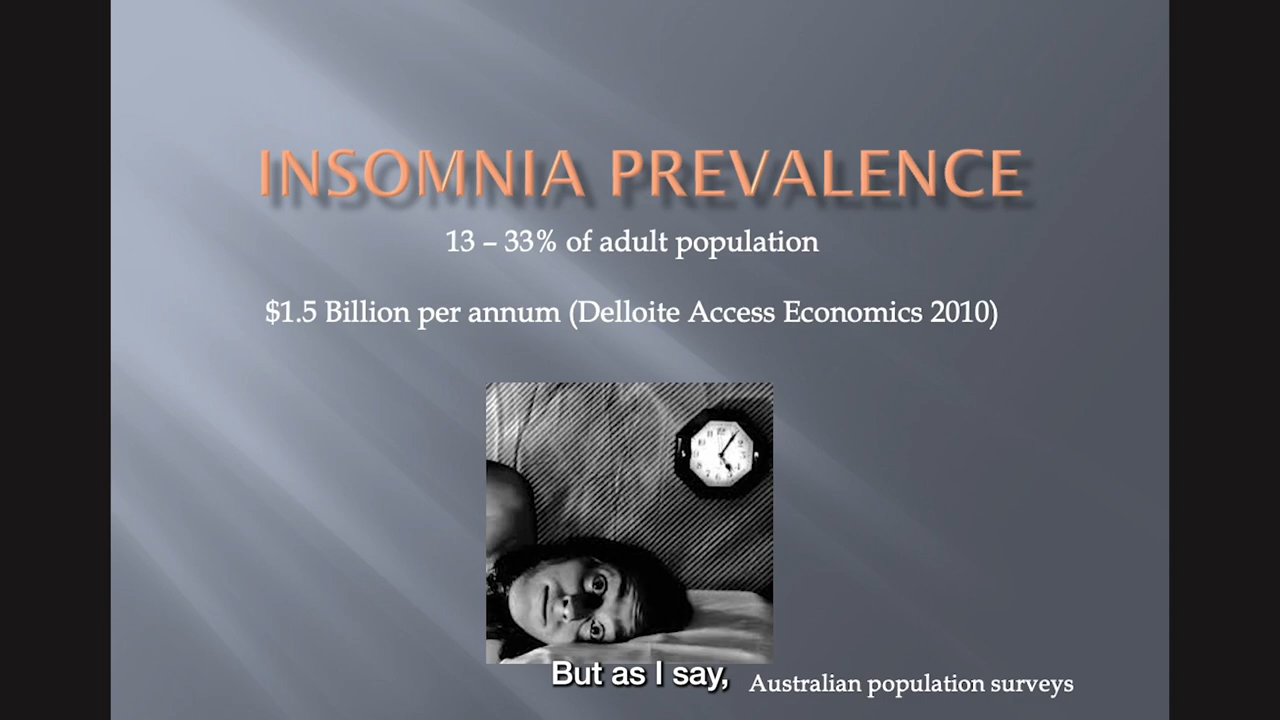 INSOMNIA PREVALENCE
13 – 33% of adult population
$1.5 Billion per annum (Delloite Access Economics 2010)
But as I say,
Australian population surveys